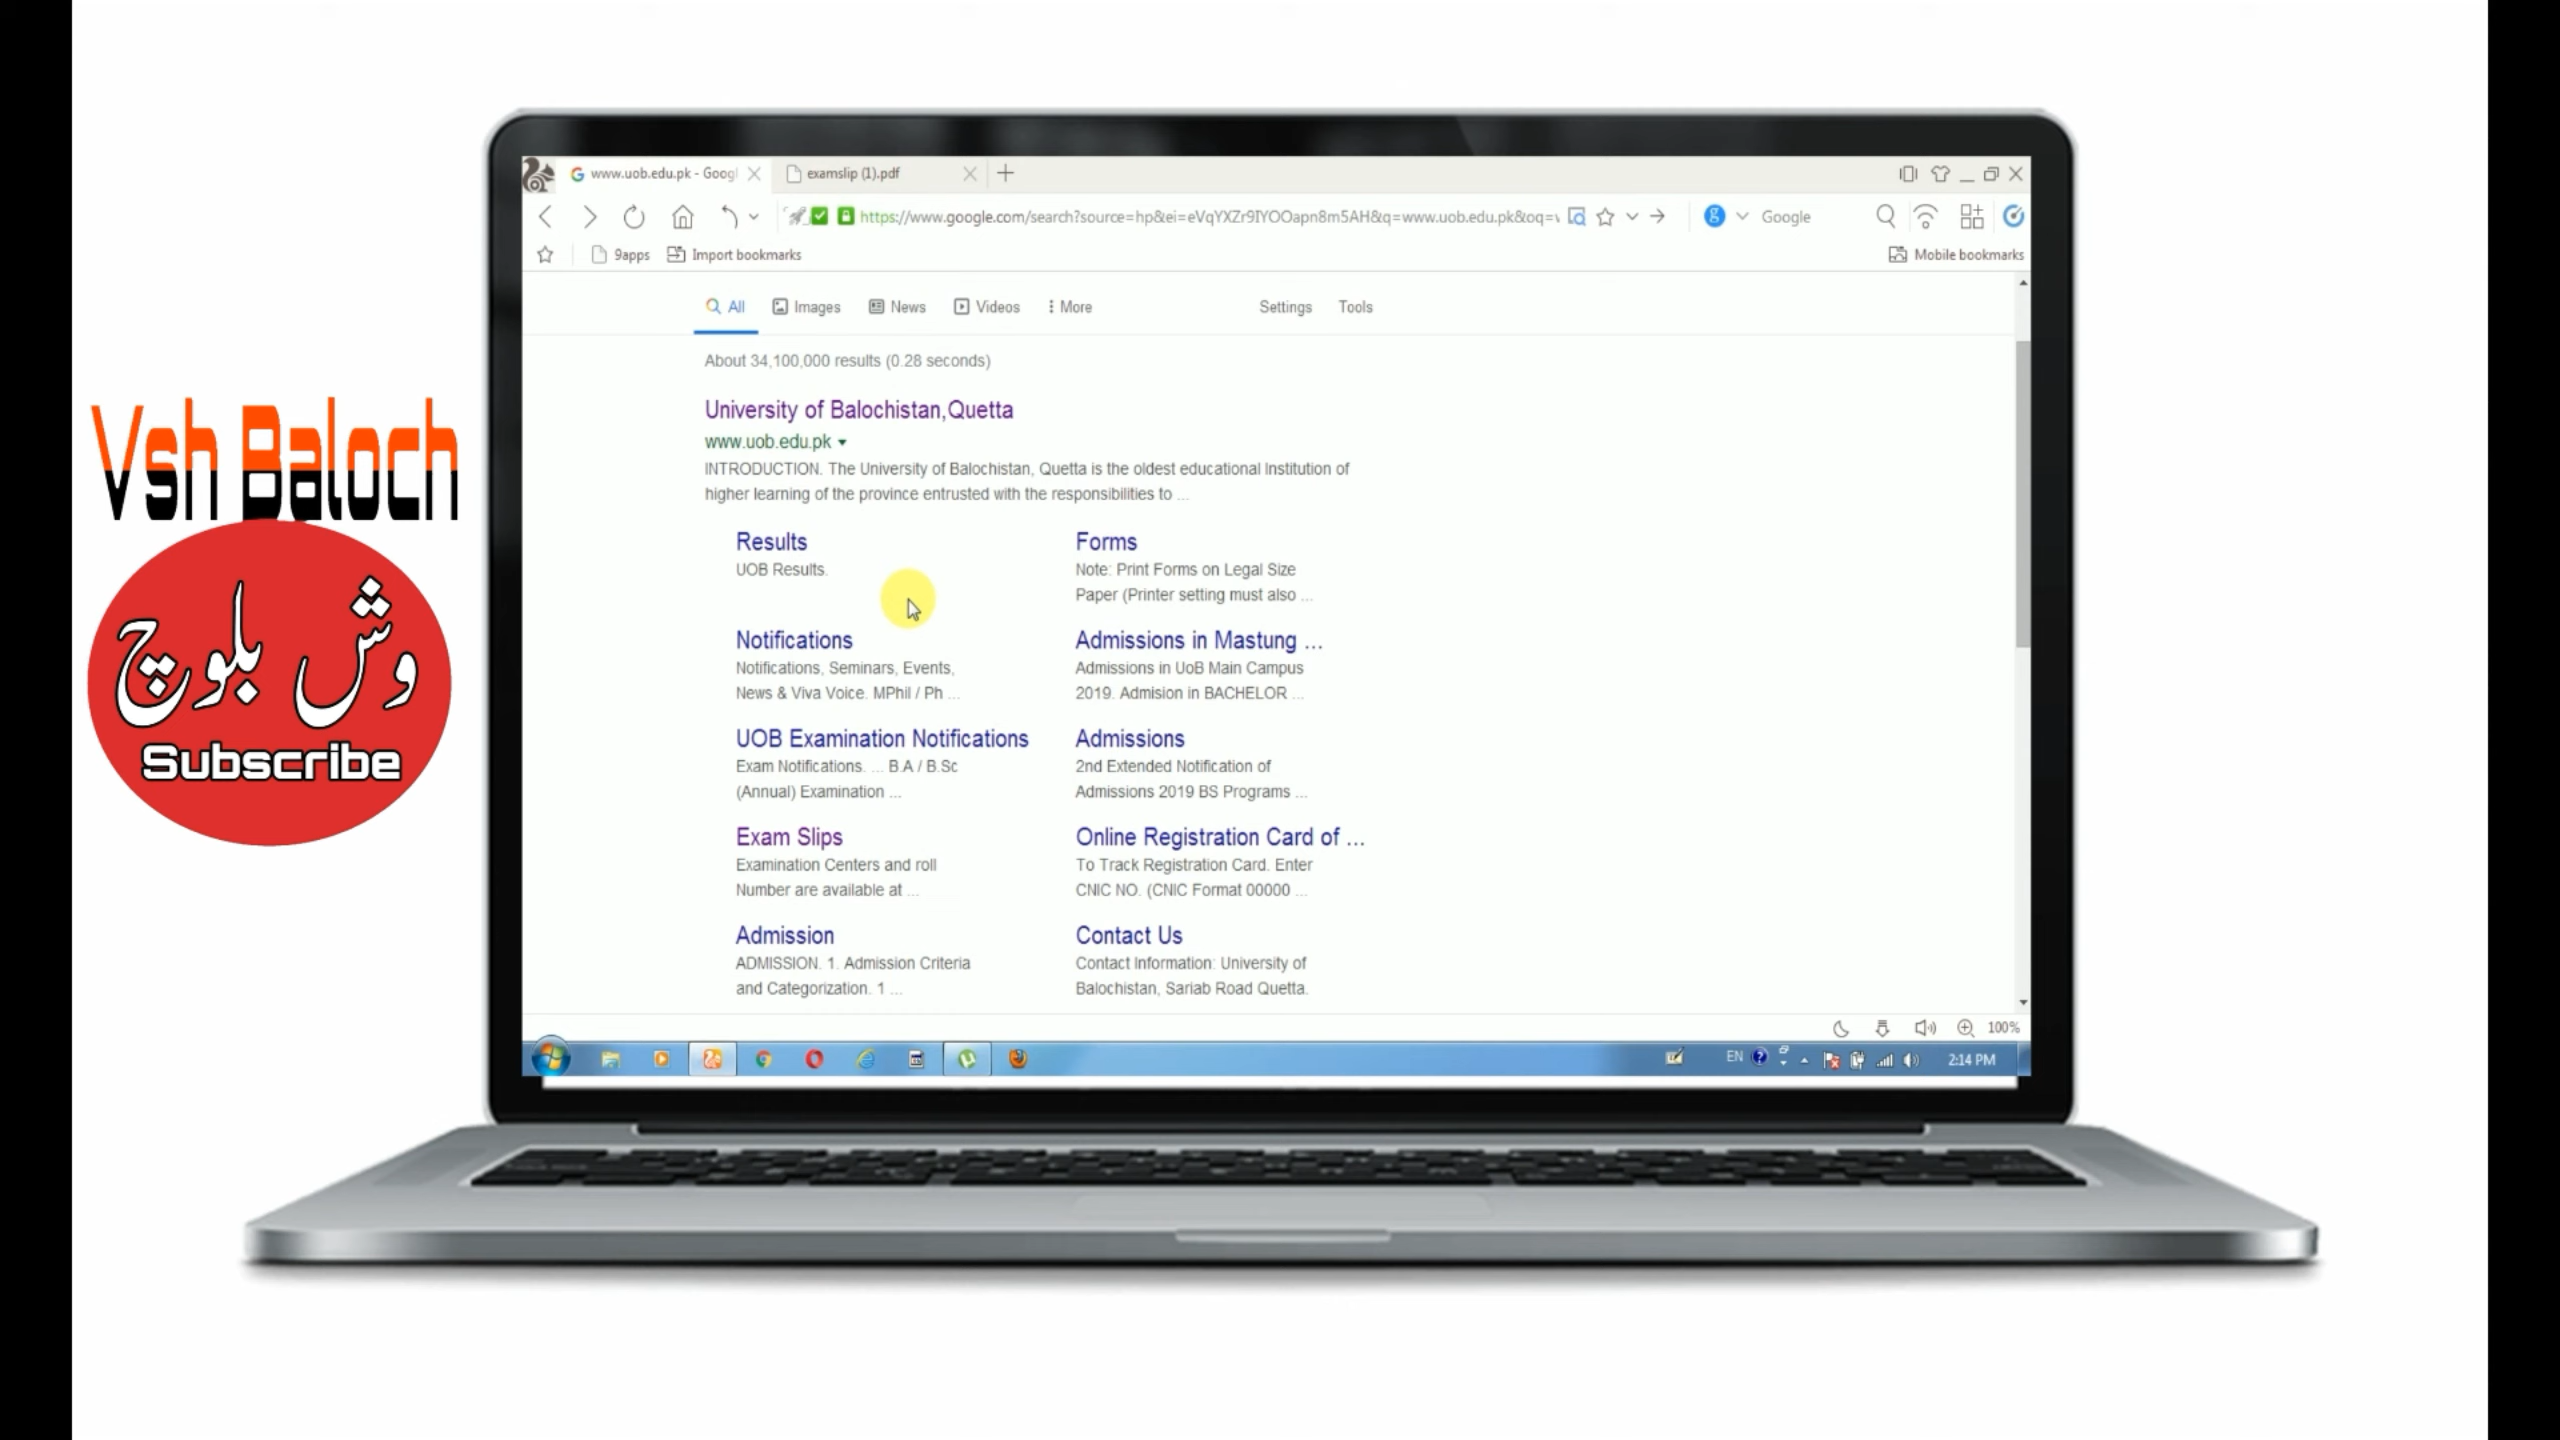 www.uob.edu.pk - Googl
examslip (1).pdf
https://www.google.com/search?source=hp&ei=eVqYXZr9IYOOapn8m5AH&q=www.uob.edu.pk&oq=
Google
9apps
Import bookmarks
Mobile bookmarks
All
Images
News
Videos
More
Settings
Tools
About 34,100,000 results (0.28 seconds)
University of Balochistan,Quetta
www.uob.edu.pk
INTRODUCTION. The University of Balochistan, Quetta is the oldest educational Institution of
higher learning of the province entrusted with the responsibilities to ...
Results
UOB Results.
Forms
Note: Print Forms on Legal Size
Paper (Printer setting must also ...
Notifications
Notifications, Seminars, Events,
News & Viva Voice. MPhil / Ph ...
Admissions in Mastung ...
Admissions in UoB Main Campus
2019. Admision in BACHELOR ...
UOB Examination Notifications
Exam Notifications. ... B.A / B.Sc
(Annual) Examination ...
Admissions
2nd Extended Notification of
Admissions 2019 BS Programs ...
Exam Slips
Examination Centers and roll
Number are available at ...
Online Registration Card of ...
To Track Registration Card. Enter
CNIC NO. (CNIC Format 00000 ...
Admission
ADMISSION. 1. Admission Criteria
and Categorization. 1 ...
Contact Us
Contact Information: University of
Balochistan, Sariab Road Quetta.
100%
EN
2:14 PM
Vsh Baloch
وش بلوچ
Subscribe